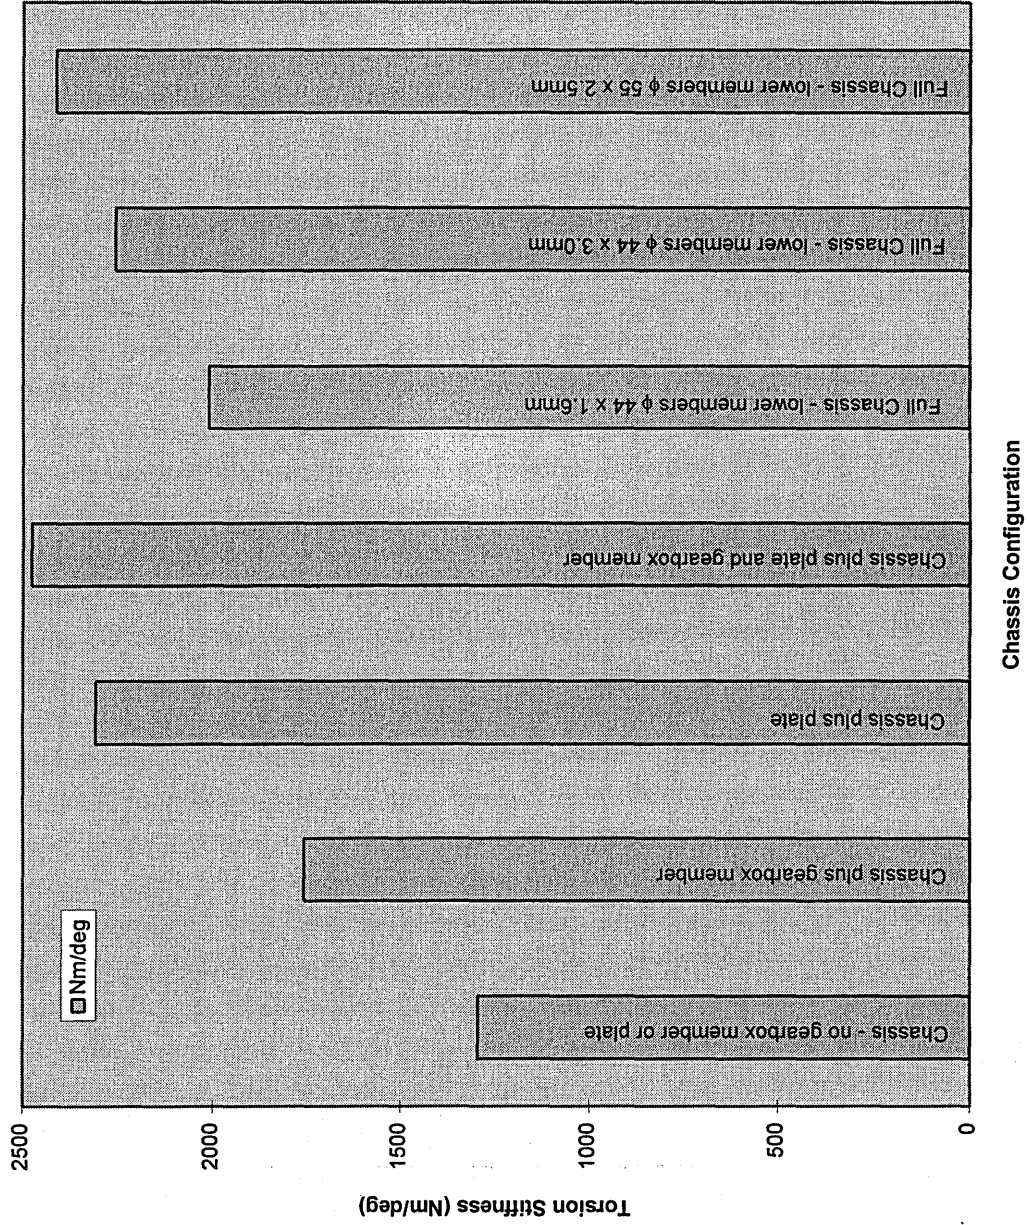 Torsion Stiffness (Nm/deg)
2500
2000
1500
1000
500
0
Nm/deg
Chassis - no gearbox member or plate
Chassis plus gearbox member
Chassis plus plate
Chassis plus plate and gearbox member
Full Chassis - lower members ϕ 44 x 1.6mm
Full Chassis - lower members ϕ 44 x 3.0mm
Full Chassis - lower members ϕ 55 x 2.5mm
Chassis Configuration